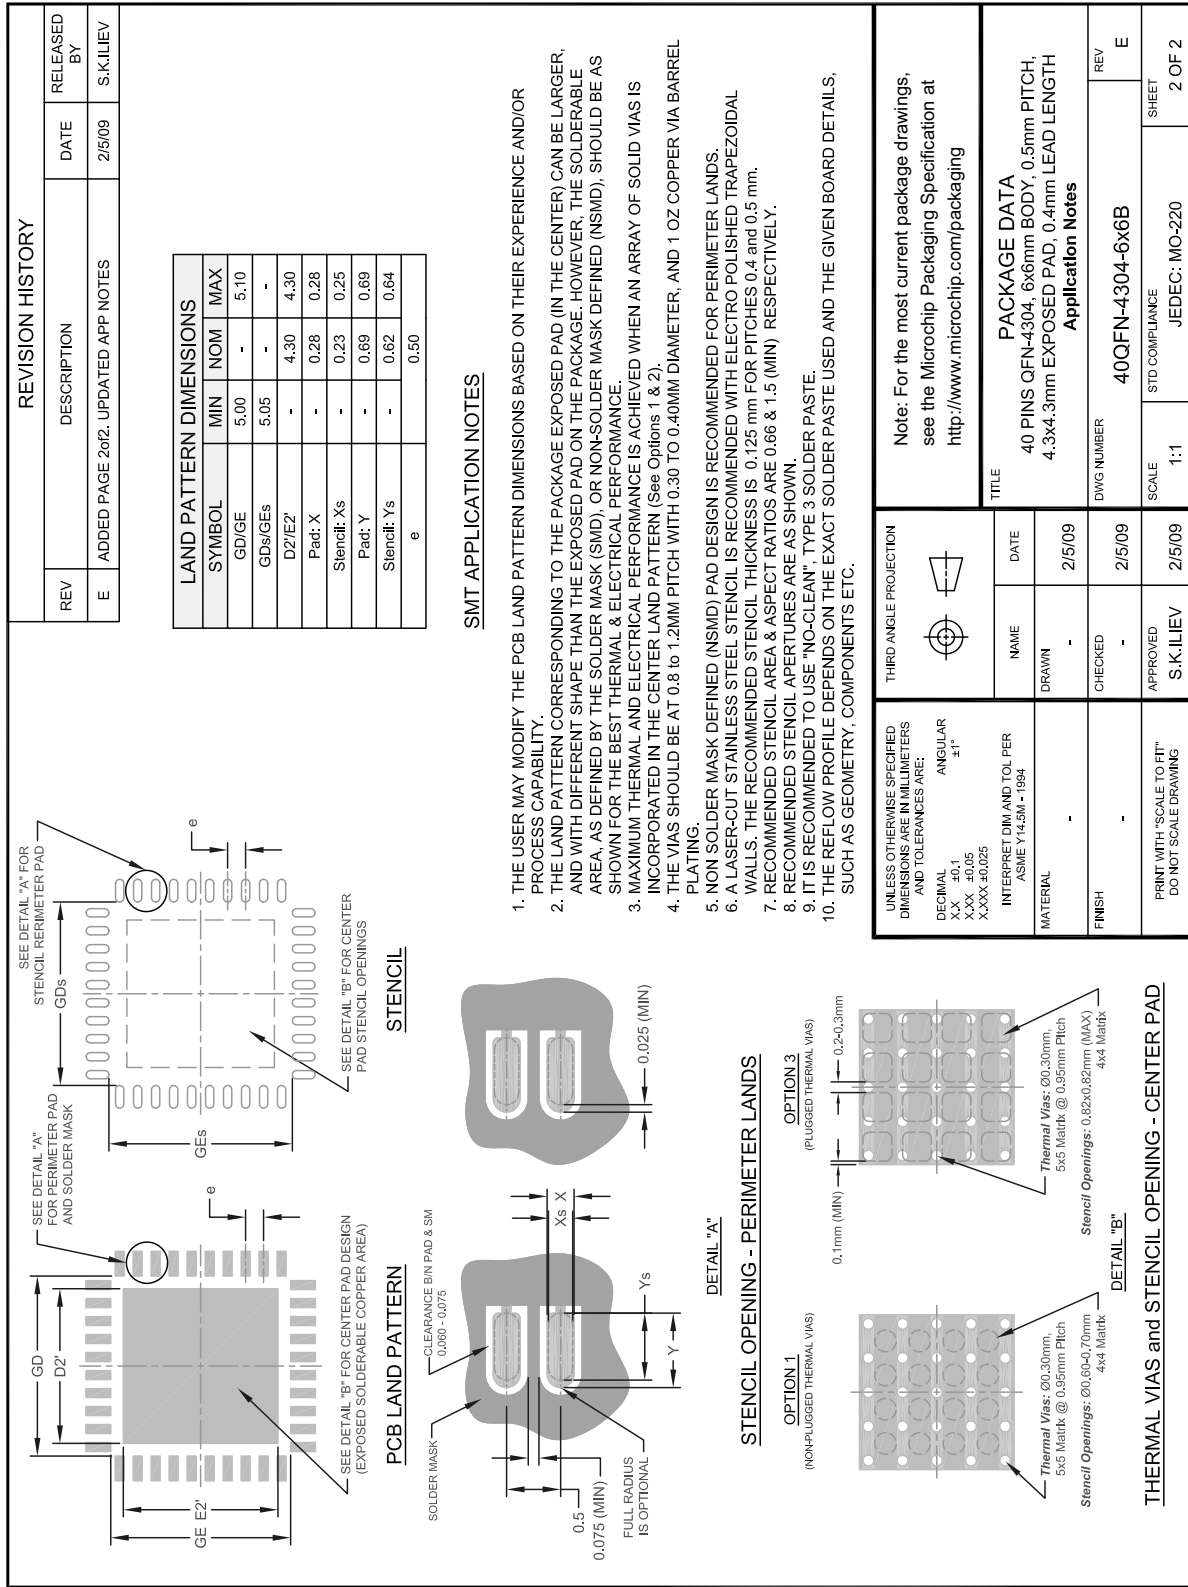 REVISION HISTORY
REV DESCRIPTION DATE RELEASED BY
E ADDED PAGE 2of2. UPDATED APP NOTES 2/5/09 S.K.ILIEV
SEE DETAIL "A"
FOR PERIMETER PAD
AND SOLDER MASK
GD
D2'
GE E2'
e
SEE DETAIL "B" FOR CENTER PAD DESIGN
(EXPOSED SOLDERABLE COPPER AREA)
PCB LAND PATTERN
SEE DETAIL "A" FOR
STENCIL RERIMETER PAD
GDs
GEs
e
SEE DETAIL "B" FOR CENTER
PAD STENCIL OPENINGS
STENCIL
LAND PATTERN DIMENSIONS
SYMBOL MIN NOM MAX
GD/GE 5.00 - 5.10
GDs/GEs 5.05 - -
D2'/E2' - 4.30 4.30
Pad: X - 0.28 0.28
Stencil: Xs - 0.23 0.25
Pad: Y - 0.69 0.69
Stencil: Ys - 0.62 0.64
e 0.50
SOLDER MASK
CLEARANCE B/N PAD & SM
0.060 - 0.075
0.5
0.075 (MIN)
FULL RADIUS
IS OPTIONAL
Xs X
Ys
Y
0.025 (MIN)
DETAIL "A"
STENCIL OPENING - PERIMETER LANDS
OPTION 1
(NON-PLUGGED THERMAL VIAS)
Thermal Vias: Ø0.30mm,
5x5 Matrix @ 0.95mm Pitch
Stencil Openings: Ø0.60-0.70mm
4x4 Matrix
OPTION 3
(PLUGGED THERMAL VIAS)
0.1mm (MIN)
0.2-0.3mm
Thermal Vias: Ø0.30mm,
5x5 Matrix @ 0.95mm Pitch
Stencil Openings: 0.82x0.82mm (MAX)
4x4 Matrix
DETAIL "B"
THERMAL VIAS and STENCIL OPENING - CENTER PAD
SMT APPLICATION NOTES
1. THE USER MAY MODIFY THE PCB LAND PATTERN DIMENSIONS BASED ON THEIR EXPERIENCE AND/OR
PROCESS CAPABILITY.
2. THE LAND PATTERN CORRESPONDING TO THE PACKAGE EXPOSED PAD (IN THE CENTER) CAN BE LARGER,
AND WITH DIFFERENT SHAPE THAN THE EXPOSED PAD ON THE PACKAGE. HOWEVER, THE SOLDERABLE
AREA, AS DEFINED BY THE SOLDER MASK (SMD), OR NON-SOLDER MASK DEFINED (NSMD), SHOULD BE AS
SHOWN FOR THE BEST THERMAL & ELECTRICAL PERFORMANCE.
3. MAXIMUM THERMAL AND ELECTRICAL PERFORMANCE IS ACHIEVED WHEN AN ARRAY OF SOLID VIAS IS
INCORPORATED IN THE CENTER LAND PATTERN (See Options 1 & 2).
4. THE VIAS SHOULD BE AT 0.8 to 1.2MM PITCH WITH 0.30 TO 0.40MM DIAMETER, AND 1 OZ COPPER VIA BARREL
PLATING.
5. NON SOLDER MASK DEFINED (NSMD) PAD DESIGN IS RECOMMENDED FOR PERIMETER LANDS.
6. A LASER-CUT STAINLESS STEEL STENCIL IS RECOMMENDED WITH ELECTRO POLISHED TRAPEZOIDAL
WALLS. THE RECOMMENDED STENCIL THICKNESS IS 0.125 mm FOR PITCHES 0.4 and 0.5 mm.
7. RECOMMENDED STENCIL AREA & ASPECT RATIOS ARE 0.66 & 1.5 (MIN) RESPECTIVELY.
8. RECOMMENDED STENCIL APERTURES ARE AS SHOWN.
9. IT IS RECOMMENDED TO USE "NO-CLEAN", TYPE 3 SOLDER PASTE.
10. THE REFLOW PROFILE DEPENDS ON THE EXACT SOLDER PASTE USED AND THE GIVEN BOARD DETAILS,
SUCH AS GEOMETRY, COMPONENTS ETC.
UNLESS OTHERWISE SPECIFIED
DIMENSIONS ARE IN MILLIMETERS
AND TOLERANCES ARE:
DECIMAL ANGULAR
X.X ±0.1 ±1°
X.XX ±0.05
X.XXX ±0.025
INTERPRET DIM AND TOL PER
ASME Y14.5M - 1994
MATERIAL
-
FINISH
-
PRINT WITH "SCALE TO FIT"
DO NOT SCALE DRAWING
THIRD ANGLE PROJECTION
NAME DATE
DRAWN
- 2/5/09
CHECKED
- 2/5/09
APPROVED
S.K.ILIEV 2/5/09
Note: For the most current package drawings,
see the Microchip Packaging Specification at
http://www.microchip.com/packaging
TITLE
PACKAGE DATA
40 PINS QFN-4304, 6x6mm BODY, 0.5mm PITCH,
4.3x4.3mm EXPOSED PAD, 0.4mm LEAD LENGTH
Application Notes
DWG NUMBER
40QFN-4304-6x6B
REV
E
SCALE
1:1
STD COMPLIANCE
JEDEC: MO-220
SHEET
2 OF 2